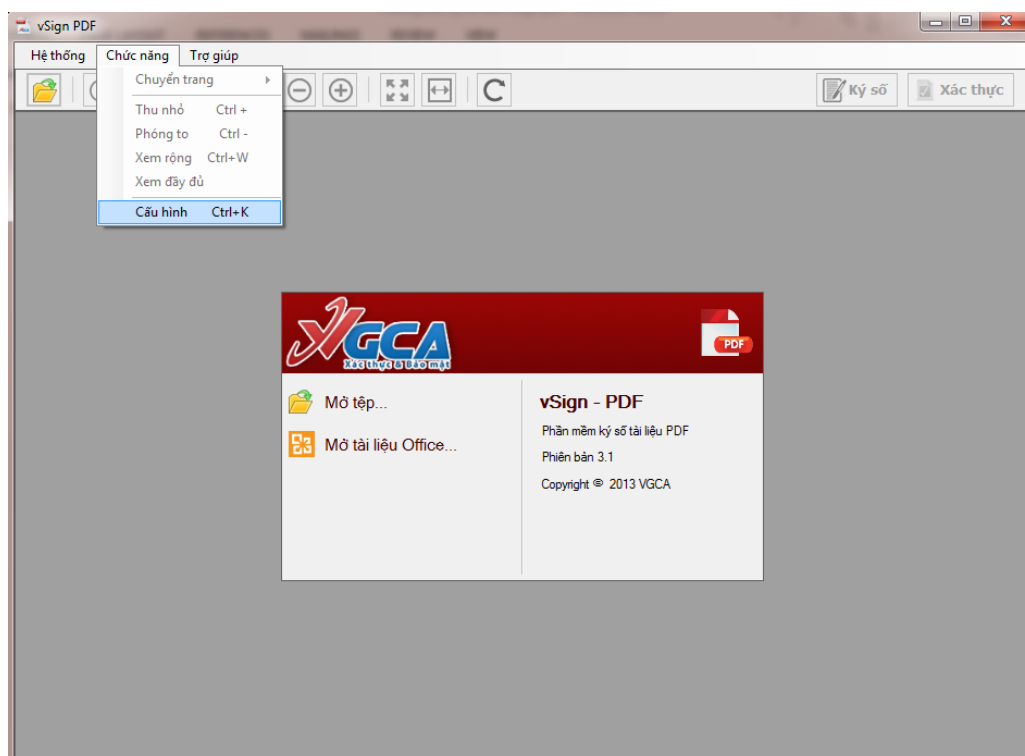 vSign PDF
Hệ thống Chức năng Trợ giúp
Chuyển trang
Thu nhỏ Ctrl +
Phóng to Ctrl -
Xem rộng Ctrl+W
Xem đầy đủ
Cấu hình Ctrl+K
Ký số Xác thực
VGCA
Xác thực & Bảo mật
PDF
Mở tệp...
Mở tài liệu Office...
vSign - PDF
Phần mềm ký số tài liệu PDF
Phiên bản 3.1
Copyright © 2013 VGCA